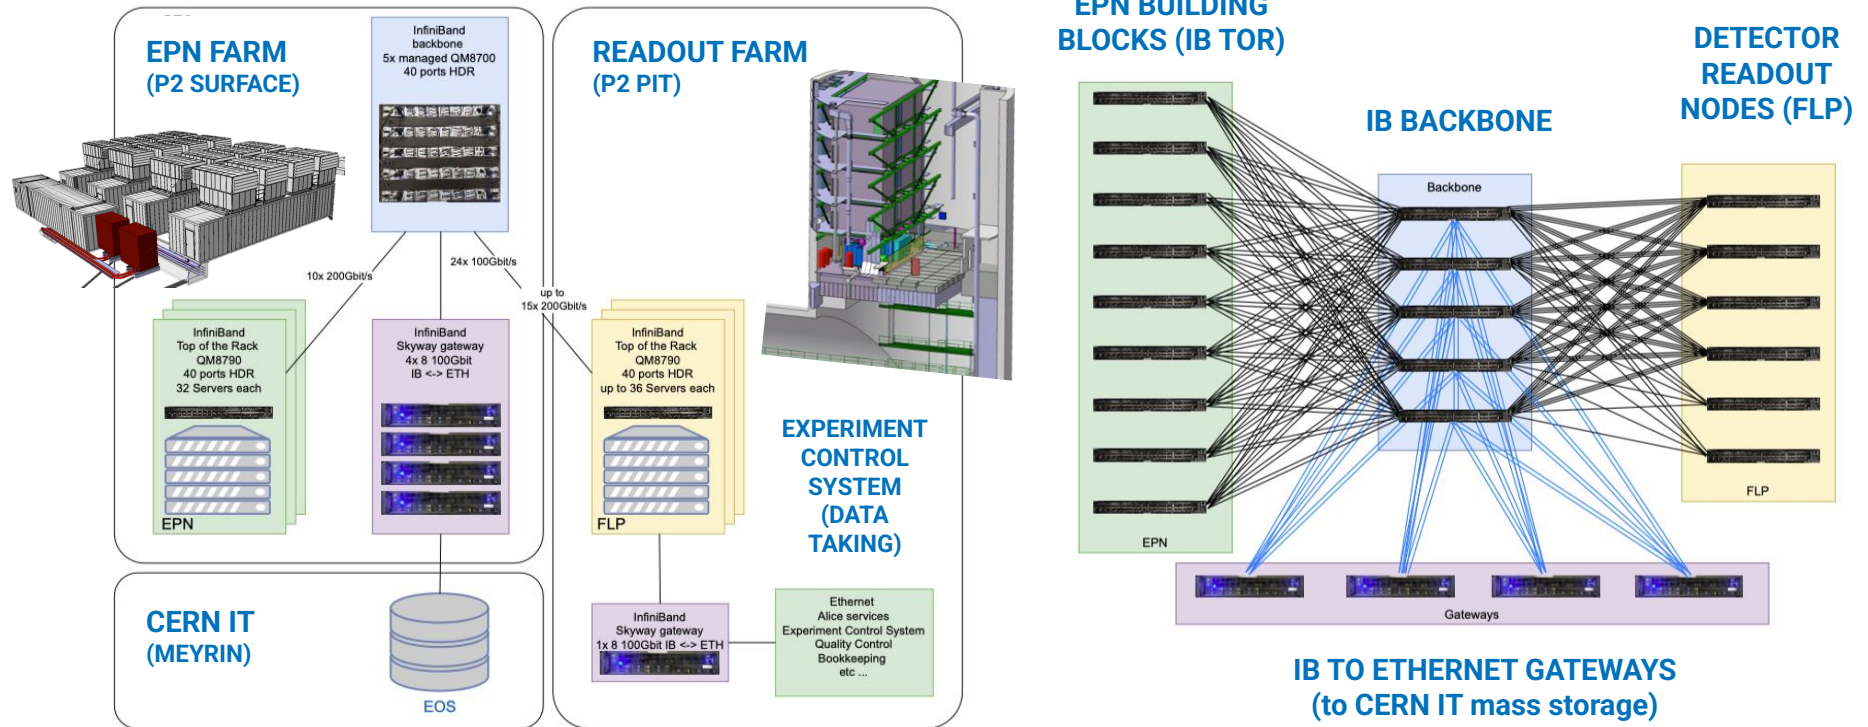 EPN FARM
(P2 SURFACE)
InfiniBand
backbone
5x managed QM8700
40 ports HDR
READOUT FARM
(P2 PIT)
10x 200Gbit/s
24x 100Gbit/s
up to
15x 200Gbit/s
InfiniBand
Top of the Rack
QM8790
40 ports HDR
32 Servers each
EPN
InfiniBand
Skyway gateway
4x 8 100Gbit
IB <-> ETH
InfiniBand
Top of the Rack
QM8790
40 ports HDR
up to 36 Servers each
FLP
EXPERIMENT
CONTROL
SYSTEM
(DATA
TAKING)
CERN IT
(MEYRIN)
EOS
InfiniBand
Skyway gateway
1x 8 100Gbit IB <-> ETH
Ethernet
Alice services
Experiment Control System
Quality Control
Bookkeeping
etc ...
EPN BUILDING
BLOCKS (IB TOR)
IB BACKBONE
DETECTOR
READOUT
NODES (FLP)
Backbone
EPN
FLP
Gateways
IB TO ETHERNET GATEWAYS
(to CERN IT mass storage)